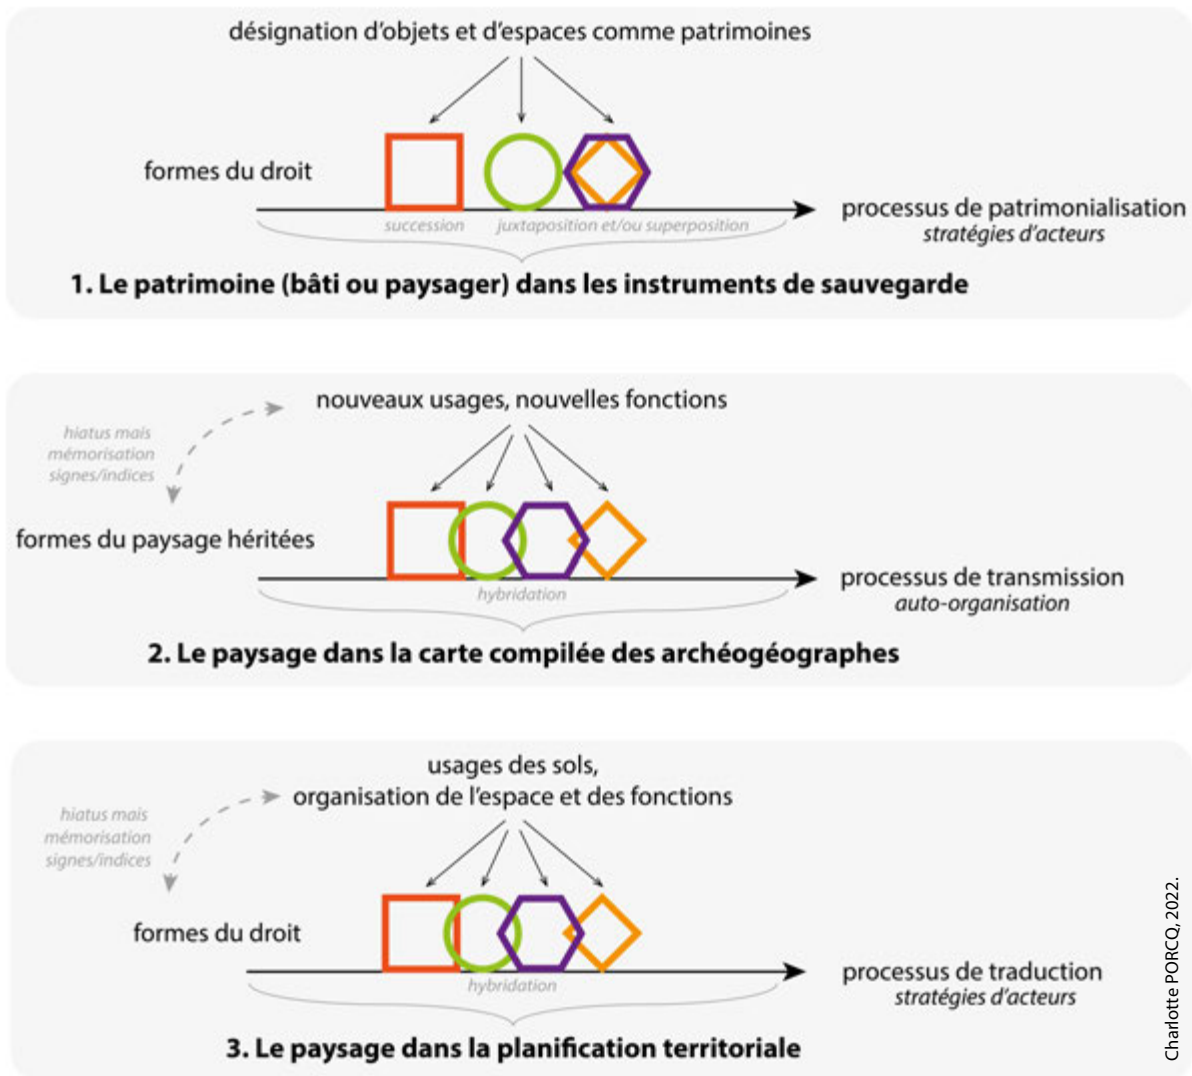 désignation d'objets et d'espaces comme patrimoines
formes du droit
succession
juxtaposition et/ou superposition
processus de patrimonialisation
stratégies d'acteurs
1. Le patrimoine (bâti ou paysager) dans les instruments de sauvegarde
nouveaux usages, nouvelles fonctions
hiatus mais
mémorisation
signes/indices
formes du paysage héritées
hybridation
processus de transmission
auto-organisation
2. Le paysage dans la carte compilée des archéogéographes
usages des sols,
organisation de l'espace et des fonctions
hiatus mais
mémorisation
signes/indices
formes du droit
hybridation
processus de traduction
stratégies d'acteurs
3. Le paysage dans la planification territoriale
Charlotte PORCQ, 2022.